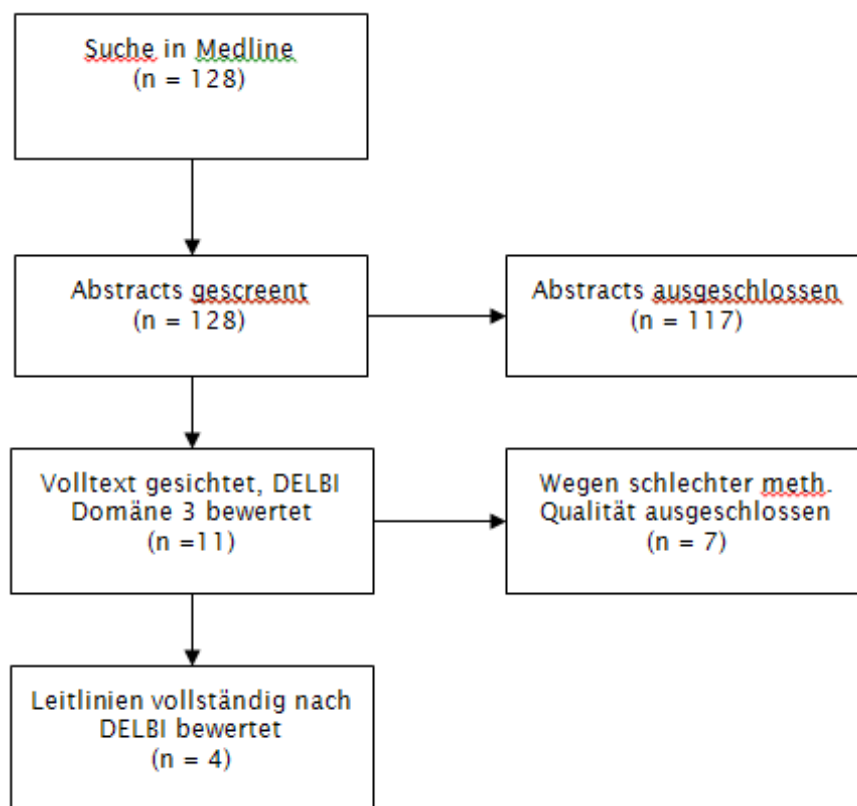 Suche in Medline
(n = 128)
Abstracts gescreent
(n = 128)
Abstracts ausgeschlossen
(n = 117)
Volltext gesichtet, DELBI
Domäne 3 bewertet
(n =11)
Wegen schlechter meth.
Qualität ausgeschlossen
(n = 7)
Leitlinien vollständig nach
DELBI bewertet
(n = 4)